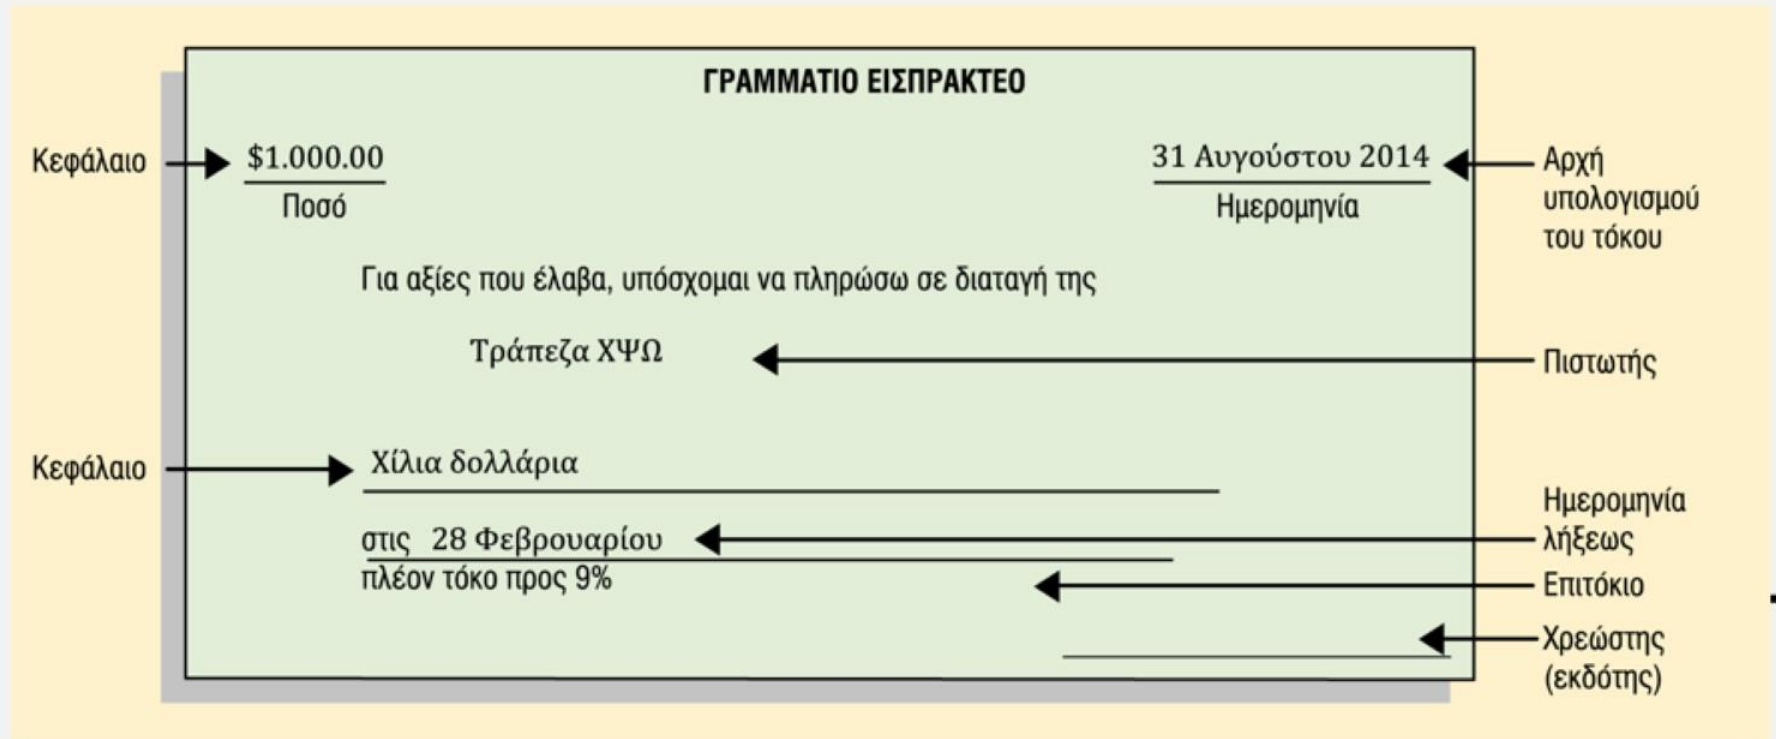 ΓΡΑΜΜΑΤΙΟ ΕΙΣΠΡΑΚΤΕΟ
Κεφάλαιο
$1.000.00
Ποσό
31 Αυγούστου 2014
Ημερομηνία
Αρχή
υπολογισμού
του τόκου
Για αξίες που έλαβα, υπόσχομαι να πληρώσω σε διαταγή της
Τράπεζα ΧΨΩ
Πιστωτής
Κεφάλαιο
Χίλια δολλάρια
στις 28 Φεβρουαρίου
Ημερομηνία
λήξεως
πλέον τόκο προς 9%
Επιτόκιο
Χρεώστης
(εκδότης)